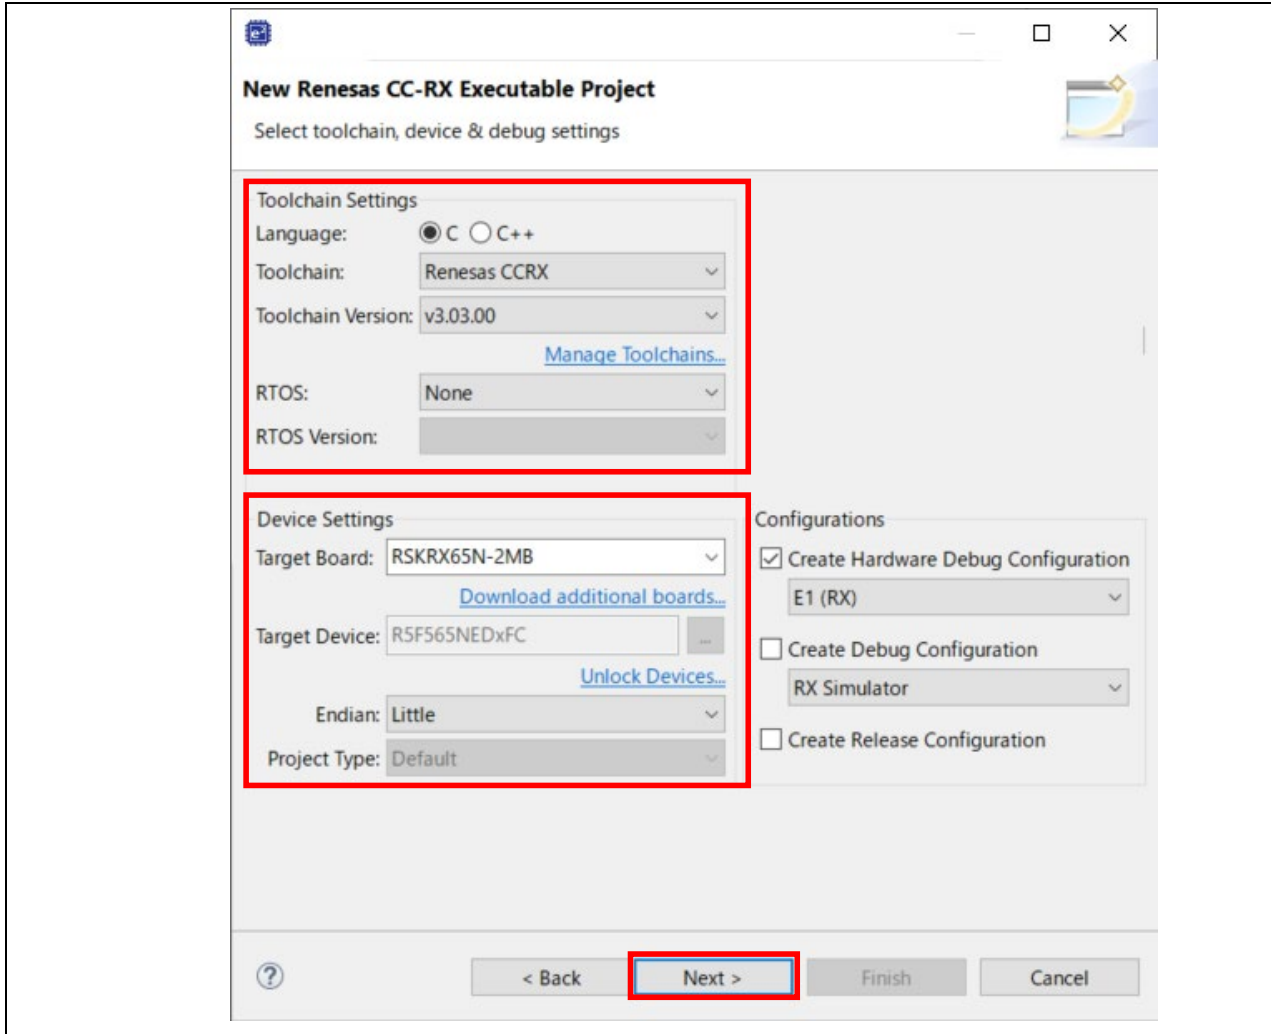 New Renesas CC-RX Executable Project
Select toolchain, device & debug settings
Toolchain Settings
Language: C C++
Toolchain: Renesas CCRX
Toolchain Version: v3.03.00
Manage Toolchains...
RTOS: None
RTOS Version:
Device Settings
Target Board: RSKRX65N-2MB
Download additional boards...
Target Device: R5F565NEDxFC ...
Unlock Devices...
Endian: Little
Project Type: Default
Configurations
Create Hardware Debug Configuration
E1 (RX)
Create Debug Configuration
RX Simulator
Create Release Configuration
?
< Back Next > Finish Cancel